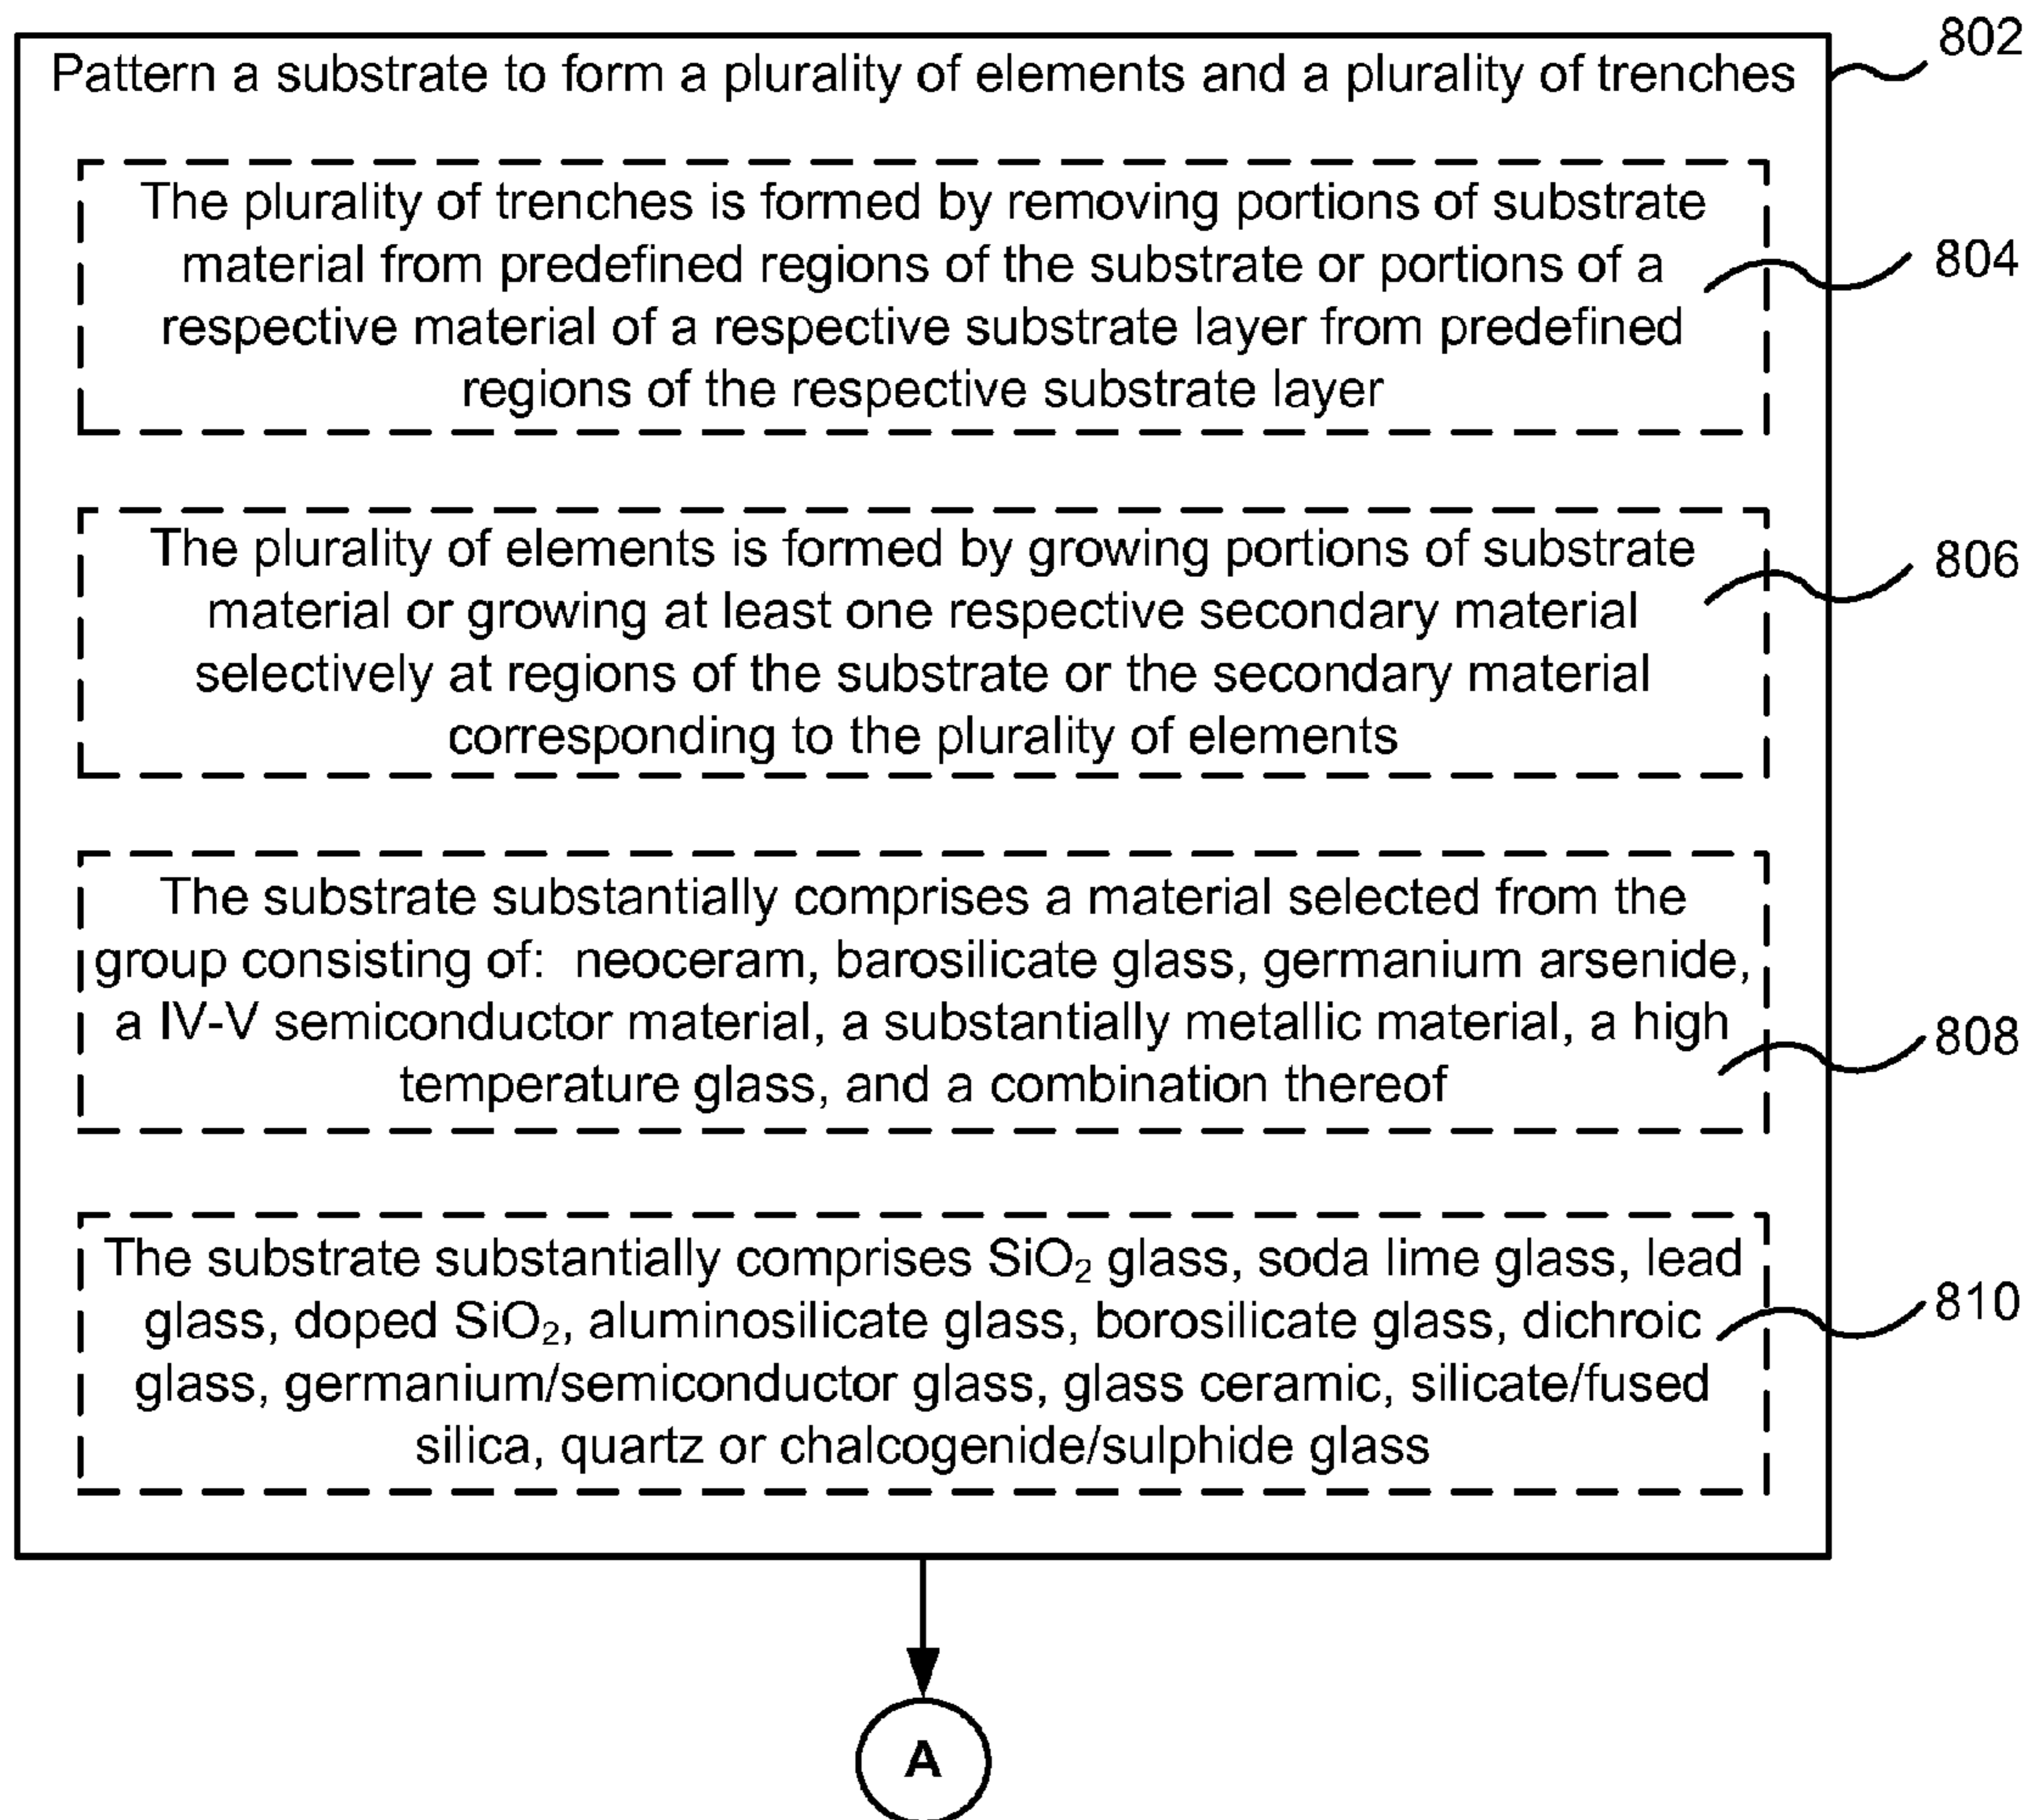 802
Pattern a substrate to form a plurality of elements and a plurality of trenches
The plurality of trenches is formed by removing portions of substrate
material from predefined regions of the substrate or portions of a
respective material of a respective substrate layer from predefined
regions of the respective substrate layer
804
The plurality of elements is formed by growing portions of substrate
material or growing at least one respective secondary material
selectively at regions of the substrate or the secondary material
corresponding to the plurality of elements
806
The substrate substantially comprises a material selected from the
group consisting of:  neoceram, barosilicate glass, germanium arsenide,
a IV-V semiconductor material, a substantially metallic material, a high
temperature glass, and a combination thereof
808
The substrate substantially comprises SiO₂ glass, soda lime glass, lead
glass, doped SiO₂, aluminosilicate glass, borosilicate glass, dichroic
glass, germanium/semiconductor glass, glass ceramic, silicate/fused
silica, quartz or chalcogenide/sulphide glass
810
A